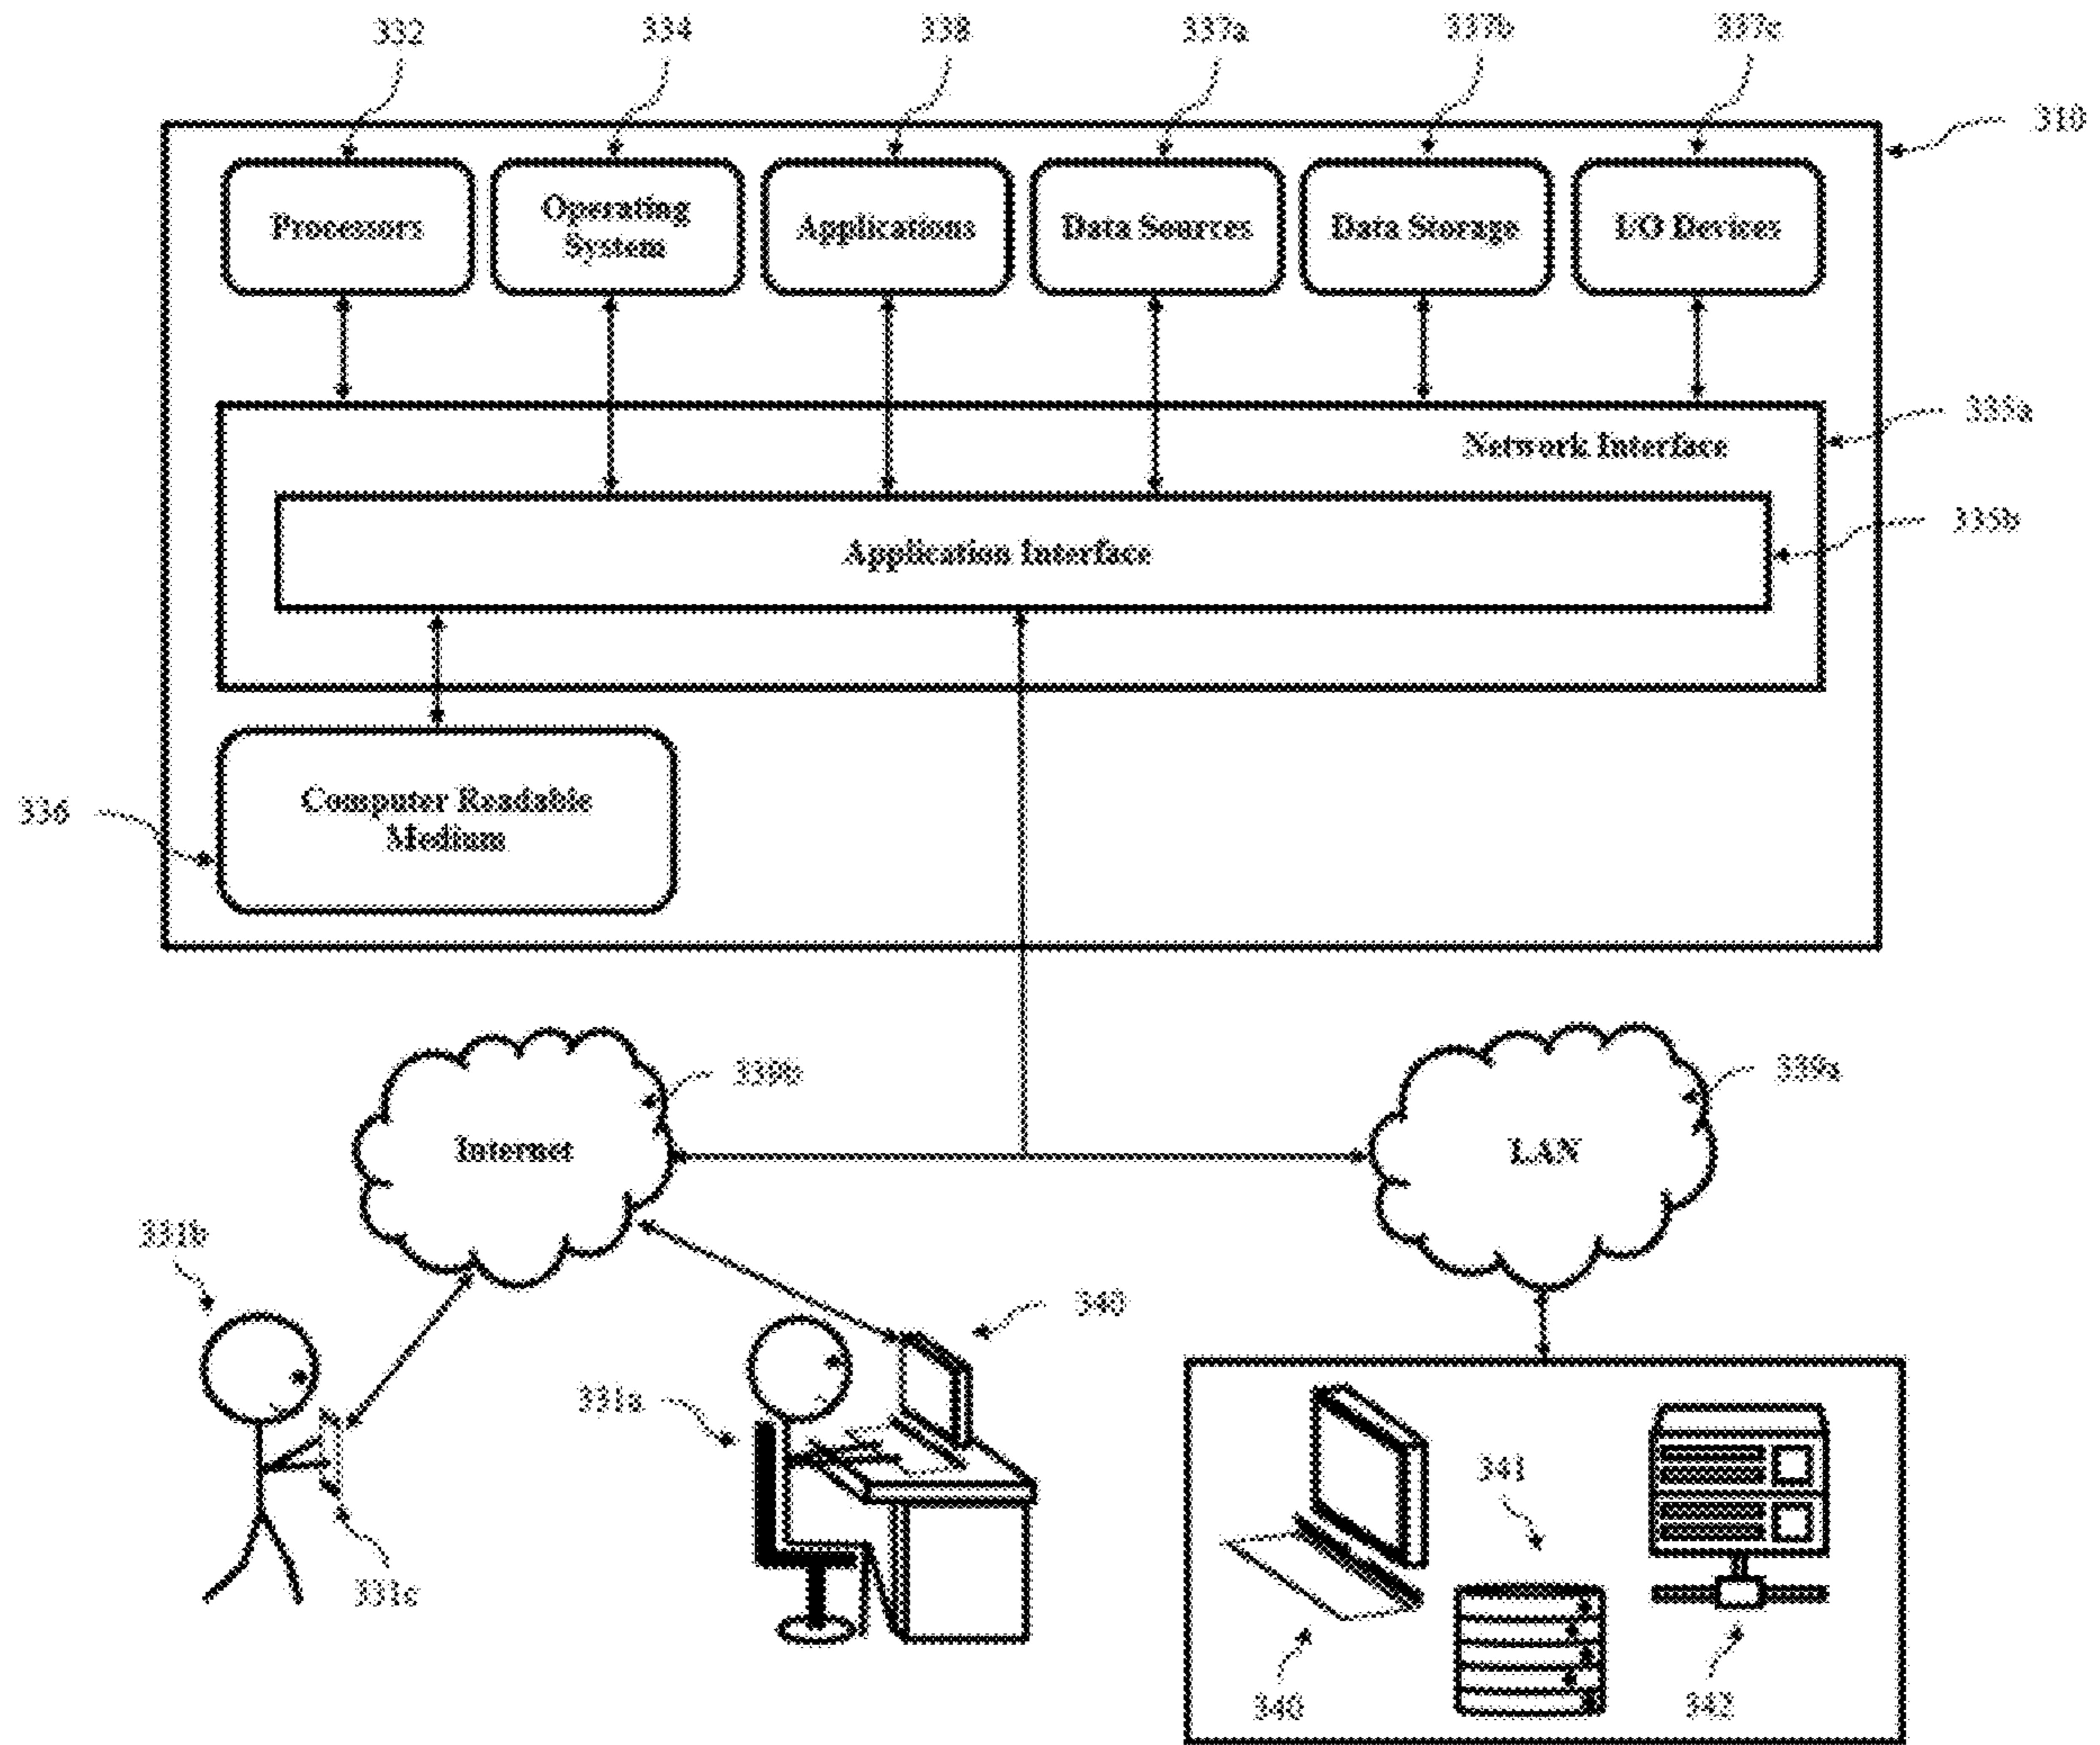 332
334
338
337a
337b
337c
310
Processors
Operating
System
Applications
Data Sources
Data Storage
I/O Devices
335a
Network Interface
335b
Application Interface
336
Computer Readable
Medium
339b
339a
Internet
LAN
331b
340
331a
341
331c
340
342